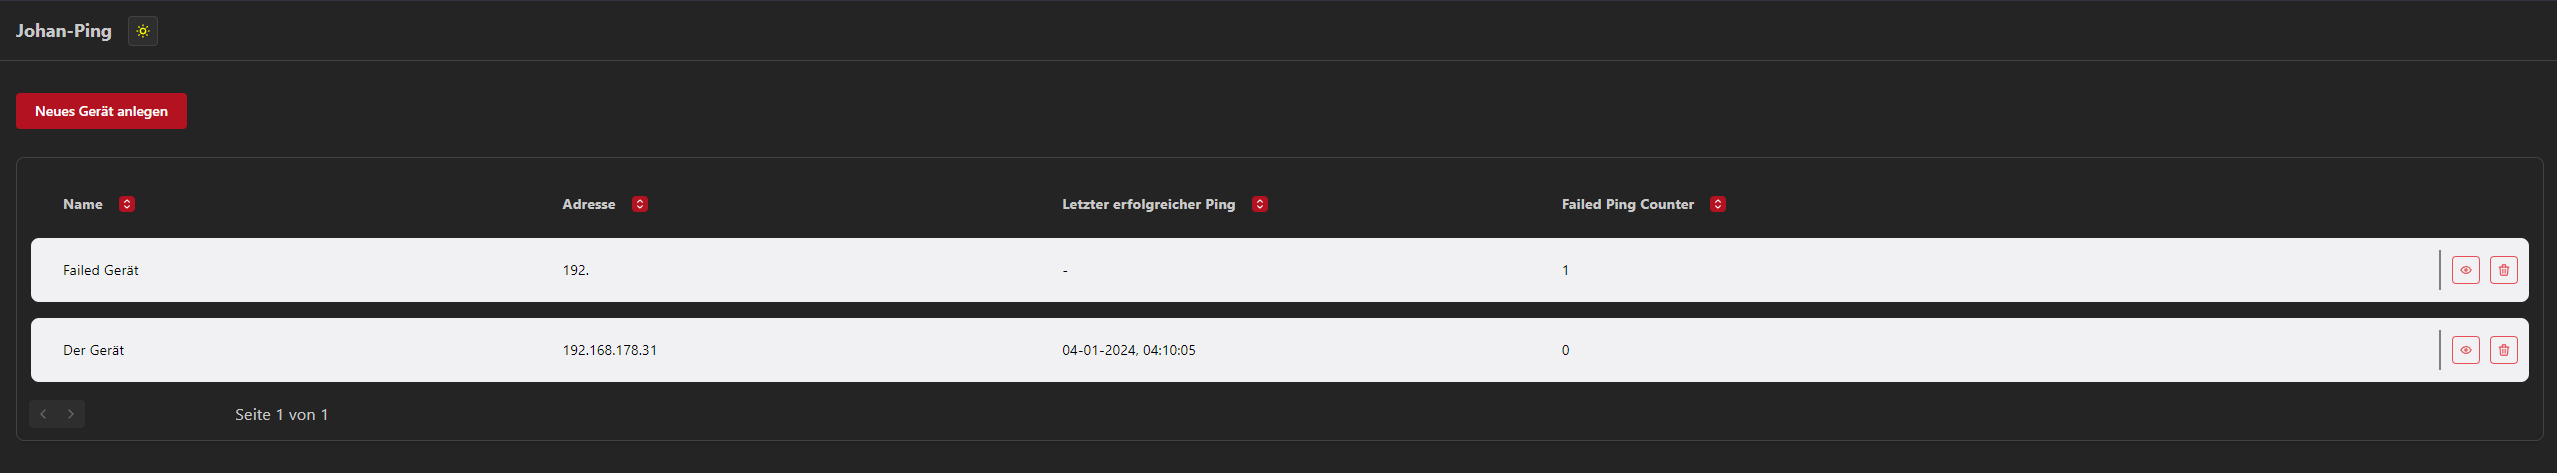 Johan-Ping
Neues Gerät anlegen
Name Adresse Letzter erfolgreicher Ping Failed Ping Counter
Failed Gerät 192. - 1
Der Gerät 192.168.178.31 04-01-2024, 04:10:05 0
Seite 1 von 1